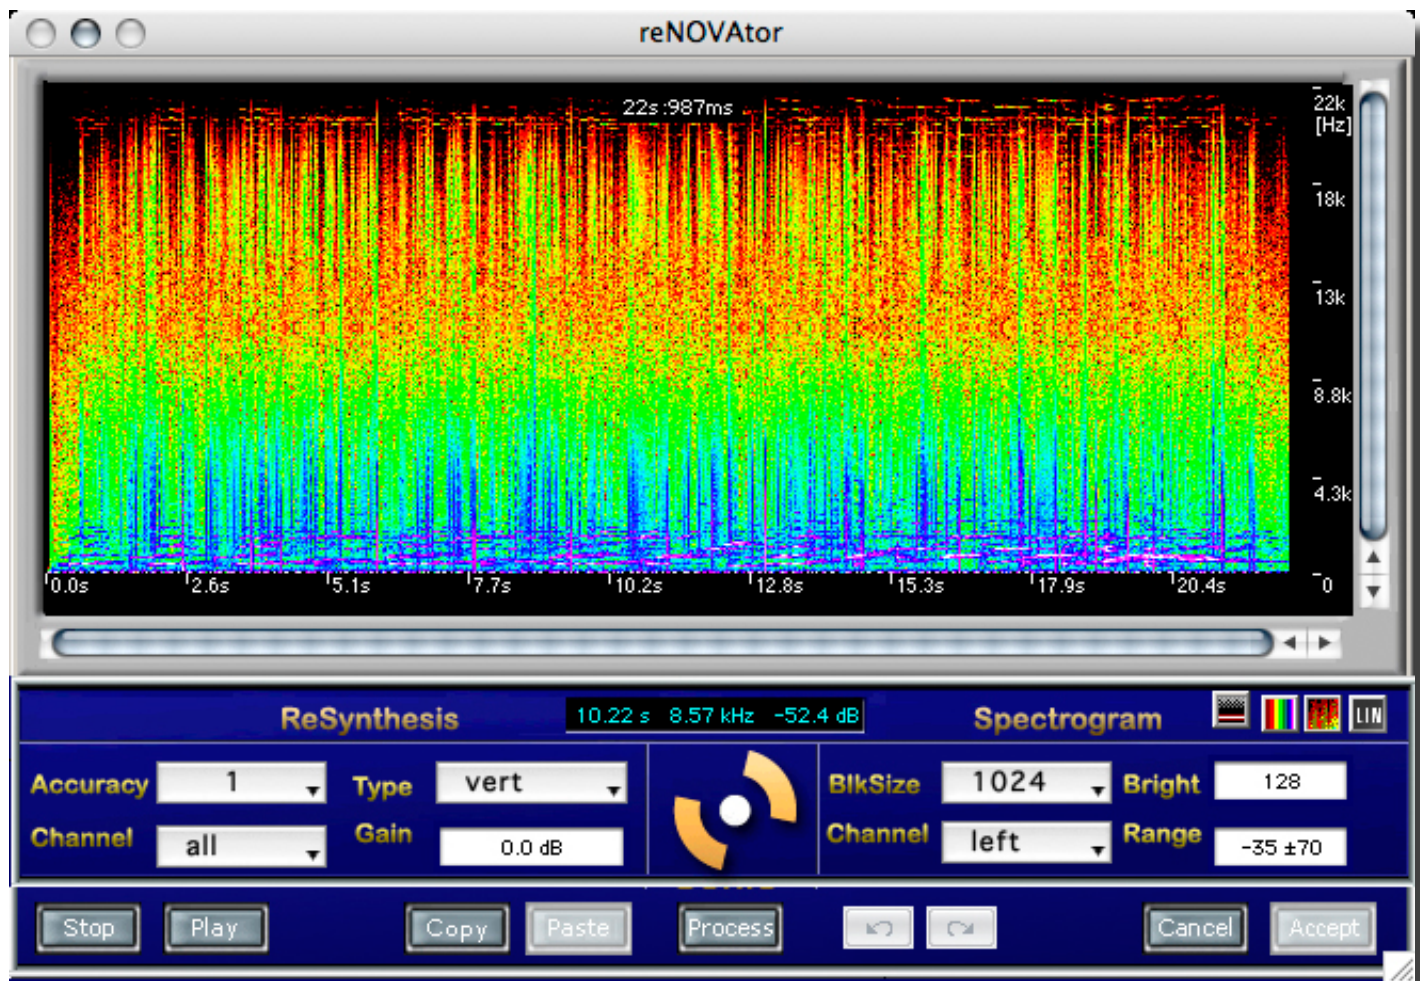 reNOVAtor
22s:987ms
22k
[Hz]
18k
13k
8.8k
4.3k
0
0.0s 2.6s 5.1s 7.7s 10.2s 12.8s 15.3s 17.9s 20.4s
ReSynthesis 10.22 s 8.57 kHz -52.4 dB Spectrogram LIN
Accuracy 1 Type vert BlkSize 1024 Bright 128
Channel all Gain 0.0 dB Channel left Range -35 ±70
Stop Play Copy Paste Process Cancel Accept